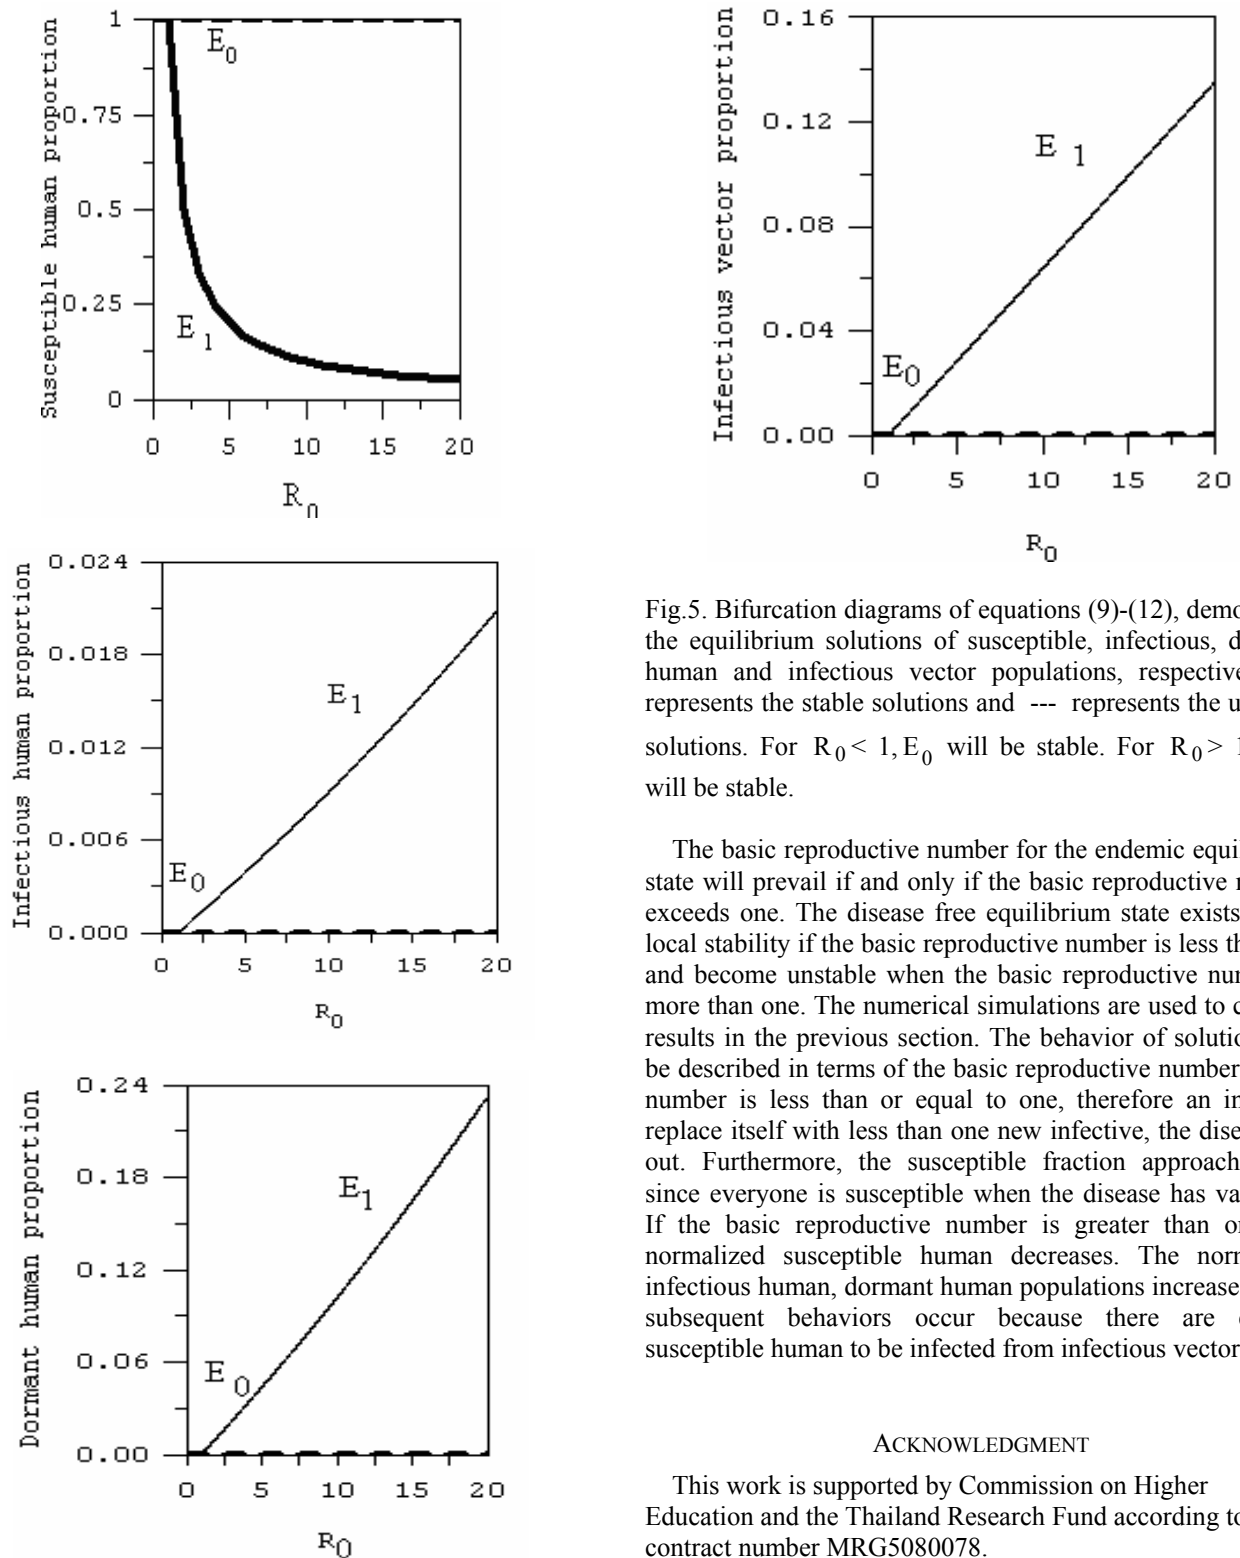 Susceptible human proportion
1
0.75
0.5
0.25
0
E0
E1
0 5 10 15 20
R0
Infectious human proportion
0.024
0.018
0.012
0.006
0.000
E1
E0
0 5 10 15 20
R0
Dormant human proportion
0.24
0.18
0.12
0.06
0.00
E1
E0
0 5 10 15 20
R0
Infectious vector proportion
0.16
0.12
0.08
0.04
0.00
E1
E0
0 5 10 15 20
R0
Fig.5. Bifurcation diagrams of equations (9)-(12), demo
the equilibrium solutions of susceptible, infectious, d
human and infectious vector populations, respective
represents the stable solutions and --- represents the u
solutions. For R0 < 1, E0 will be stable. For R0 > 1
will be stable.
The basic reproductive number for the endemic equil
state will prevail if and only if the basic reproductive n
exceeds one. The disease free equilibrium state exists
local stability if the basic reproductive number is less th
and become unstable when the basic reproductive num
more than one. The numerical simulations are used to c
results in the previous section. The behavior of solutio
be described in terms of the basic reproductive number
number is less than or equal to one, therefore an in
replace itself with less than one new infective, the dise
out. Furthermore, the susceptible fraction approach
since everyone is susceptible when the disease has va
If the basic reproductive number is greater than or
normalized susceptible human decreases. The norm
infectious human, dormant human populations increase
subsequent behaviors occur because there are
susceptible human to be infected from infectious vector
ACKNOWLEDGMENT
This work is supported by Commission on Higher
Education and the Thailand Research Fund according to
contract number MRG5080078.